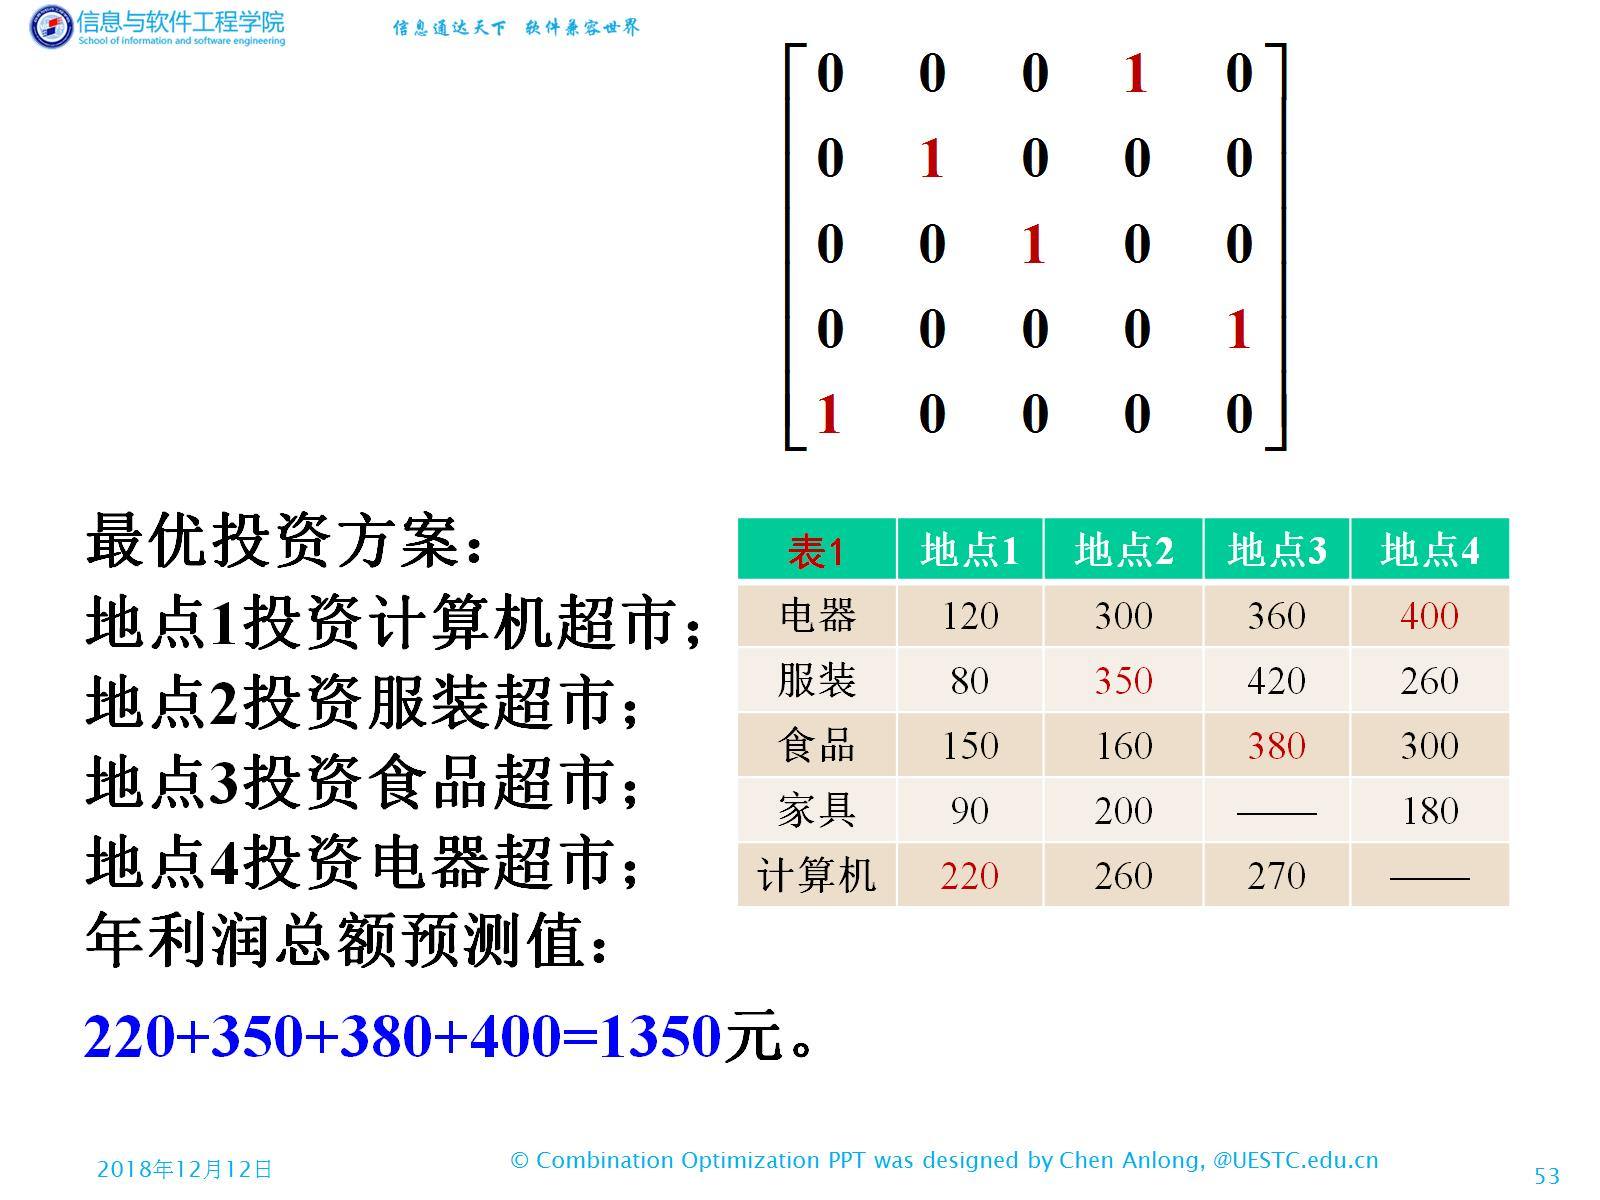 信息与软件工程学院
School of information and software engineering
信息通达天下 软件兼容世界
0 0 0 1 0
0 1 0 0 0
0 0 1 0 0
0 0 0 0 1
1 0 0 0 0
最优投资方案：
地点1投资计算机超市；
地点2投资服装超市；
地点3投资食品超市；
地点4投资电器超市；
年利润总额预测值：
220+350+380+400=1350元。
表1 地点1 地点2 地点3 地点4
电器 120 300 360 400
服装 80 350 420 260
食品 150 160 380 300
家具 90 200 —— 180
计算机 220 260 270 ——
2018年12月12日
© Combination Optimization PPT was designed by Chen Anlong, @UESTC.edu.cn
53